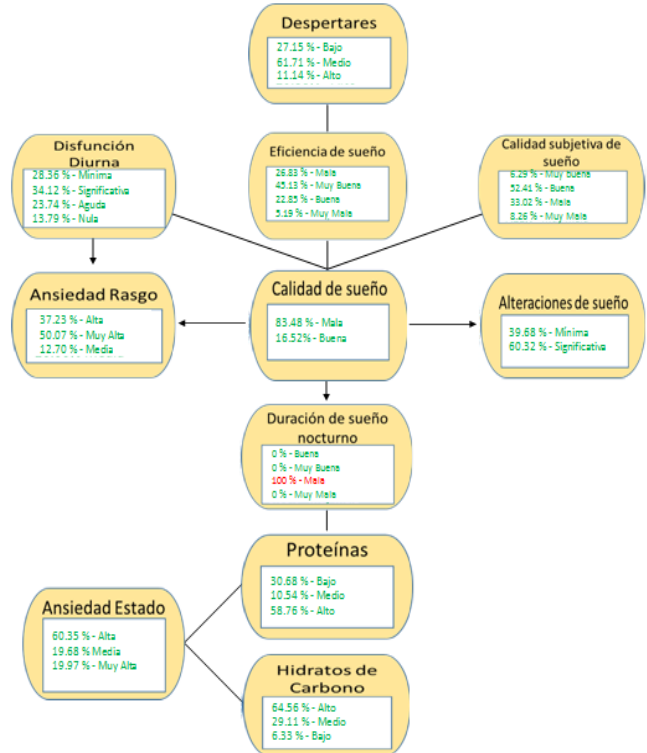 Despertares
27.15 % - Bajo
61.71 % - Medio
11.14 % - Alto
Disfunción
Diurna
28.36 % - Mínima
34.12 % - Significativa
23.74 % - Aguda
13.79 % - Nula
Eficiencia de sueño
26.83 % - Mala
45.13 % - Muy Buena
22.85 % - Buena
5.19 % - Muy Mala
Calidad subjetiva de
sueño
6.29 % - Muy buena
52.41 % - Buena
33.02 % - Mala
8.26 % - Muy Mala
Ansiedad Rasgo
37.23 % - Alta
50.07 % - Muy Alta
12.70 % - Media
Calidad de sueño
83.48 % - Mala
16.52% - Buena
Alteraciones de sueño
39.68 % - Mínima
60.32 % - Significativa
Duración de sueño
nocturno
0 % - Buena
0 % - Muy Buena
100 % - Mala
0 % - Muy Mala
Proteínas
30.68 % - Bajo
10.54 % - Medio
58.76 % - Alto
Ansiedad Estado
60.35 % - Alta
19.68 % Media
19.97 % - Muy Alta
Hidratos de
Carbono
64.56 % - Alto
29.11 % - Medio
6.33 % - Bajo